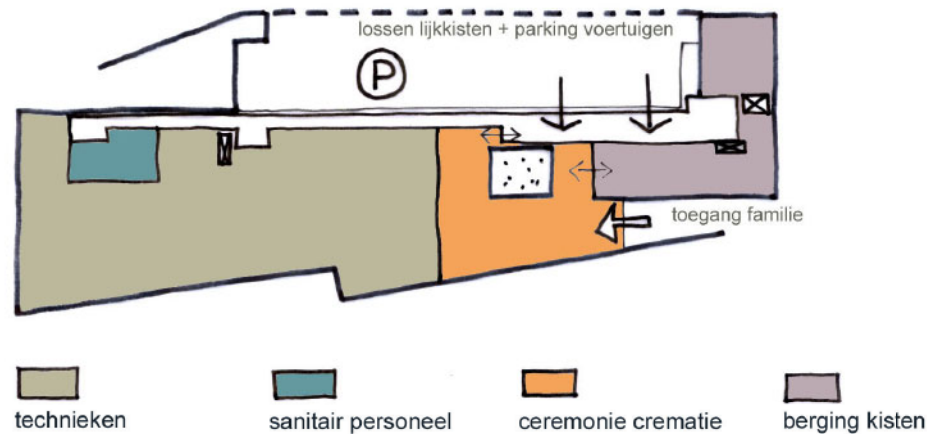 lossen lijkkisten + parking voertuigen
P
toegang familie
technieken
sanitair personeel
ceremonie crematie
berging kisten